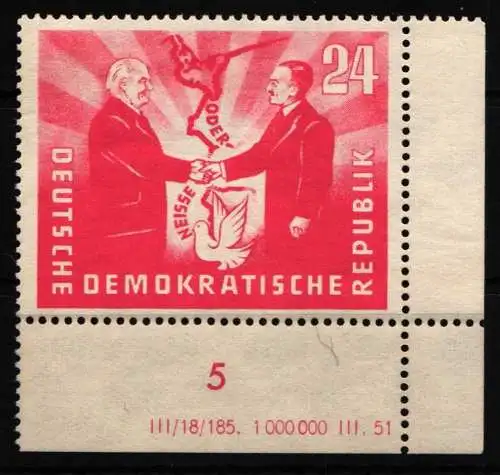 24
ODER-
NEISSE
DEUTSCHE
DEMOKRATISCHE
REPUBLIK
5
III/18/185. 1000000 III. 51